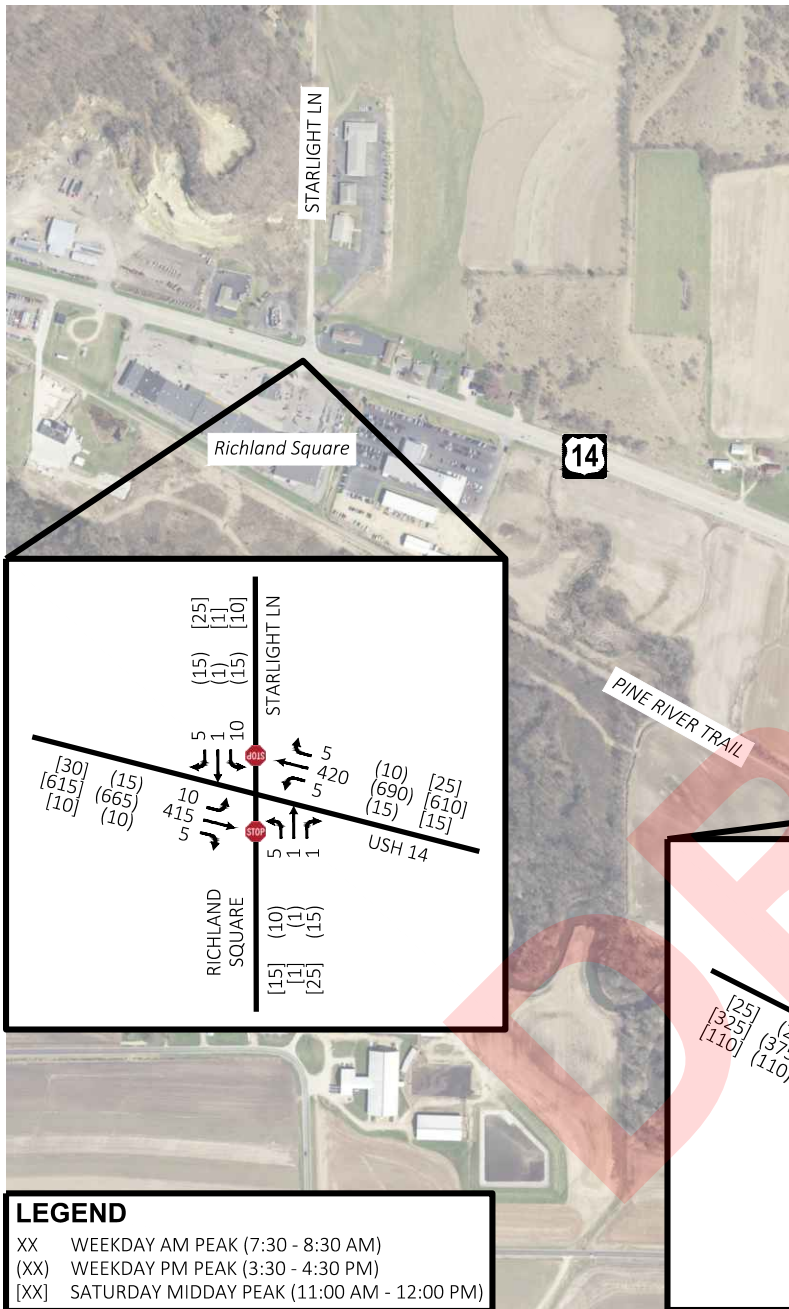 STARLIGHT LN
Richland Square
14
PINE RIVER TRAIL
[25] [1] [10]
(15) (1) (15)
5 1 10
STARLIGHT LN
STOP
[30] (15) 10
[615] (665) 415
[10] (10) 5
5 (10) [25]
420 (690) [610]
5 (15) [15]
USH 14
STOP
5 1 1
RICHLAND
SQUARE
(10) (1) (15)
[15] [1] [25]
[25]
[325]
[110] (110)
LEGEND
XX WEEKDAY AM PEAK (7:30 - 8:30 AM)
(XX) WEEKDAY PM PEAK (3:30 - 4:30 PM)
[XX] SATURDAY MIDDAY PEAK (11:00 AM - 12:00 PM)